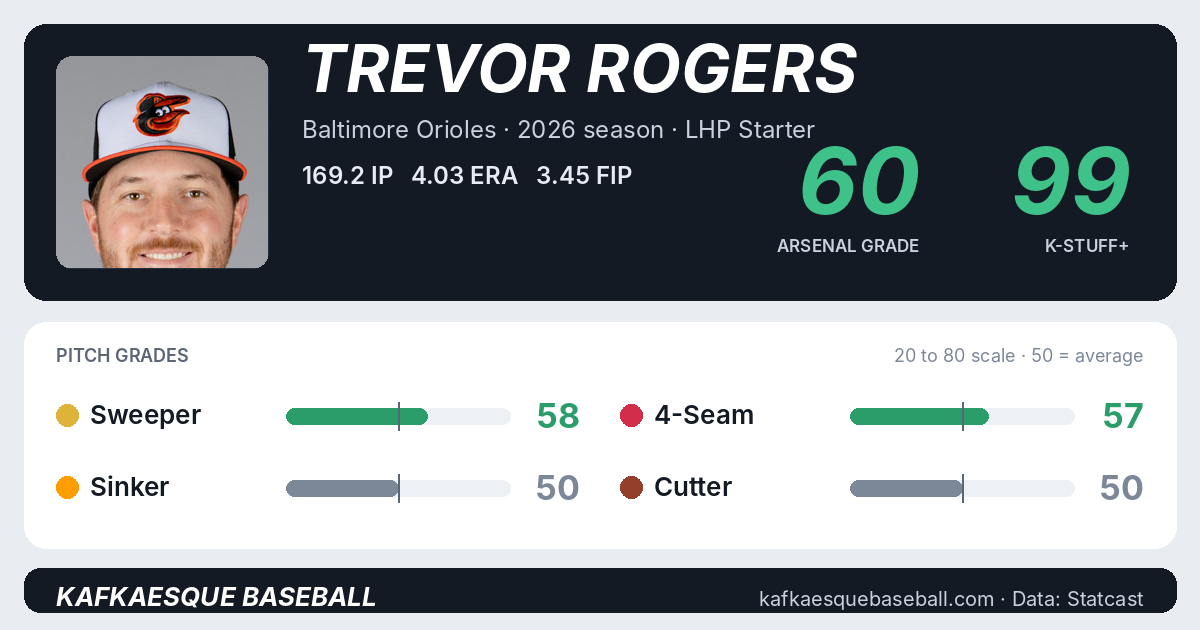 TREVOR ROGERS
Baltimore Orioles · 2026 season · LHP Starter
169.2 IP 4.03 ERA 3.45 FIP
60 99
ARSENAL GRADE K-STUFF+
PITCH GRADES 20 to 80 scale · 50 = average
Sweeper 58 4-Seam 57
Sinker 50 Cutter 50
KAFKAESQUE BASEBALL kafkaesquebaseball.com · Data: Statcast